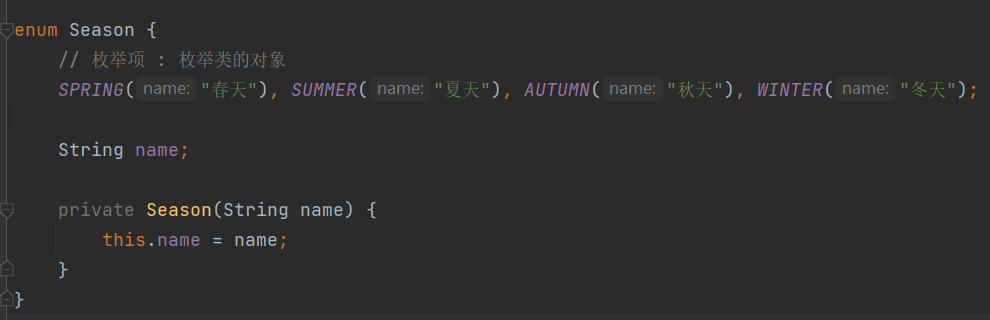 enum Season {
// 枚举项 : 枚举类的对象
SPRING( name: "春天"), SUMMER( name: "夏天"), AUTUMN( name: "秋天"), WINTER( name: "冬天");
String name;
private Season(String name) {
this.name = name;
}
}